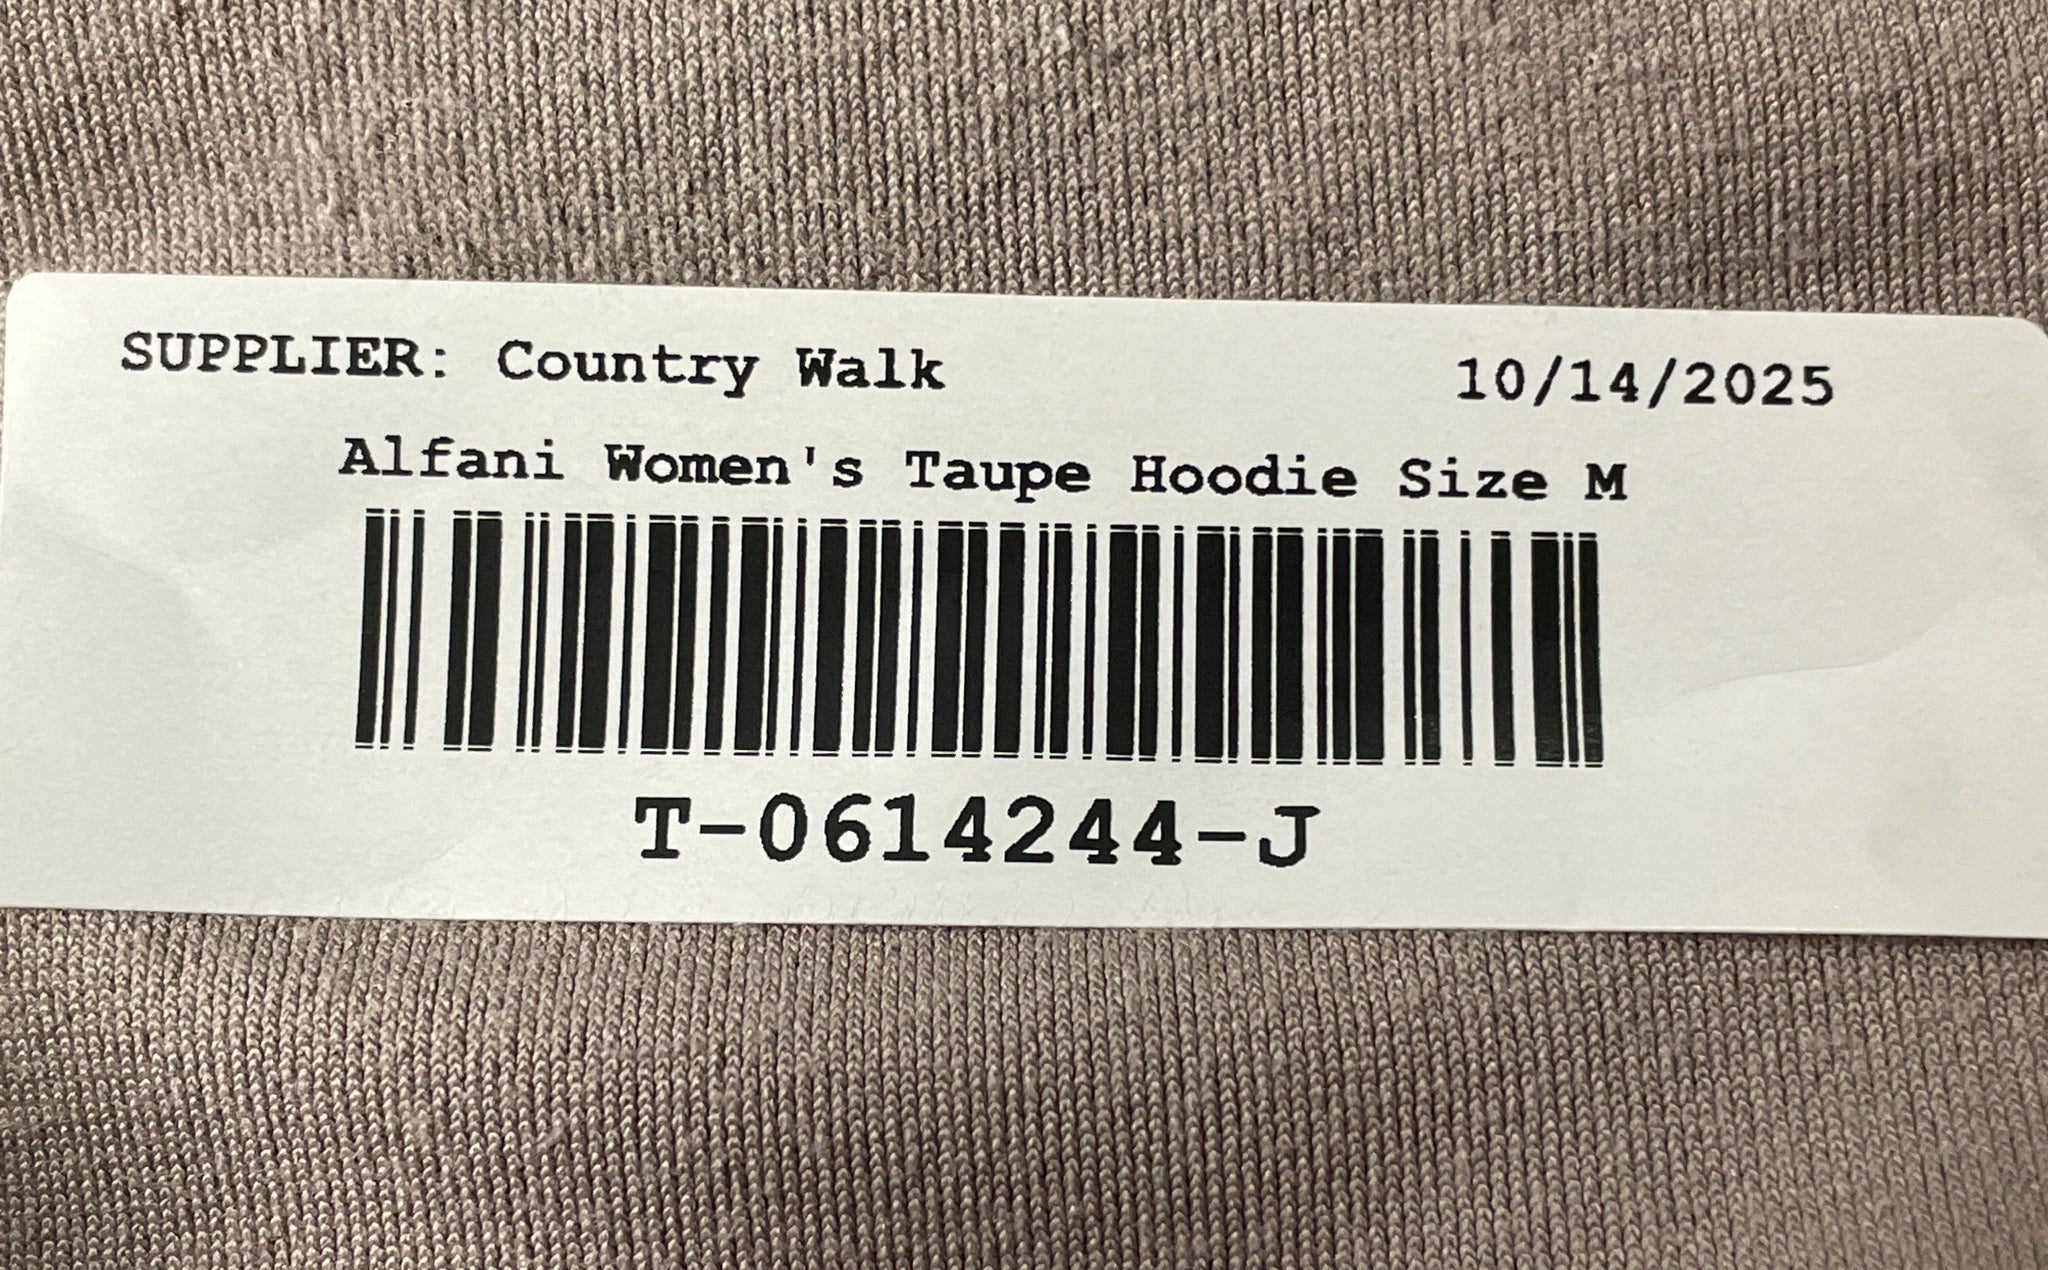 SUPPLIER: Country Walk 10/14/2025
Alfani Women's Taupe Hoodie Size M
T-0614244-J